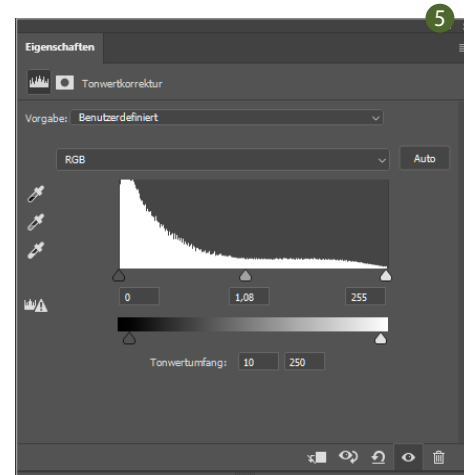 5
Eigenschaften
Tonwertkorrektur
Vorgabe: Benutzerdefiniert
RGB Auto
0 1,08 255
Tonwertumfang: 10 250